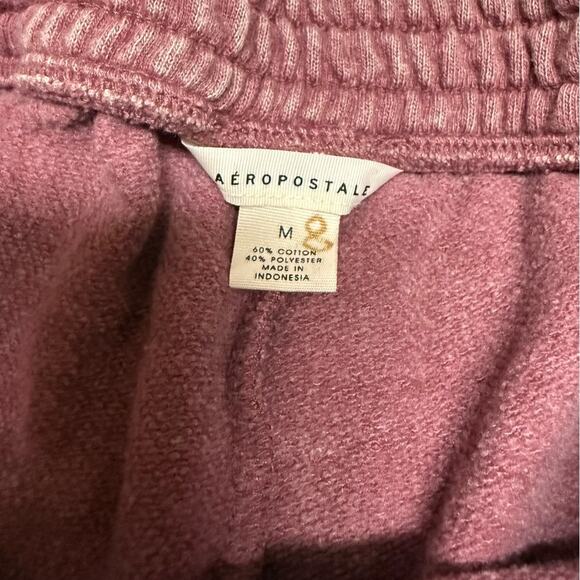 AÉROPOSTALE
M
60% COTTON
40% POLYESTER
MADE IN
INDONESIA